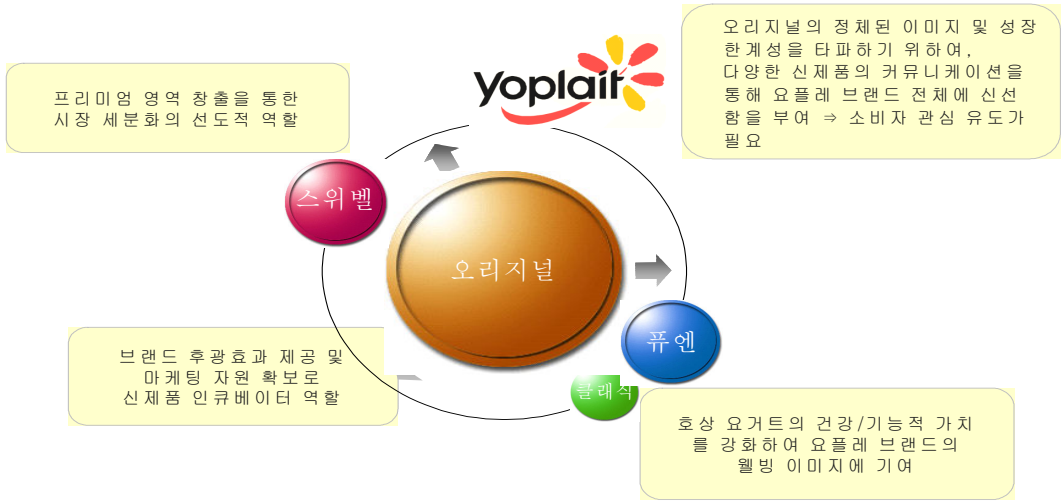 오리지널의 정체된 이미지 및 성장
한계성을 타파하기 위하여,
다양한 신제품의 커뮤니케이션을
통해 요플레 브랜드 전체에 신선
함을 부여 ⇒ 소비자 관심 유도가
필요
Yoplait
프리미엄 영역 창출을 통한
시장 세분화의 선도적 역할
스위벨
오리지널
퓨엔
클래식
브랜드 후광효과 제공 및
마케팅 자원 확보로
신제품 인큐베이터 역할
호상 요거트의 건강/기능적 가치
를 강화하여 요플레 브랜드의
웰빙 이미지에 기여